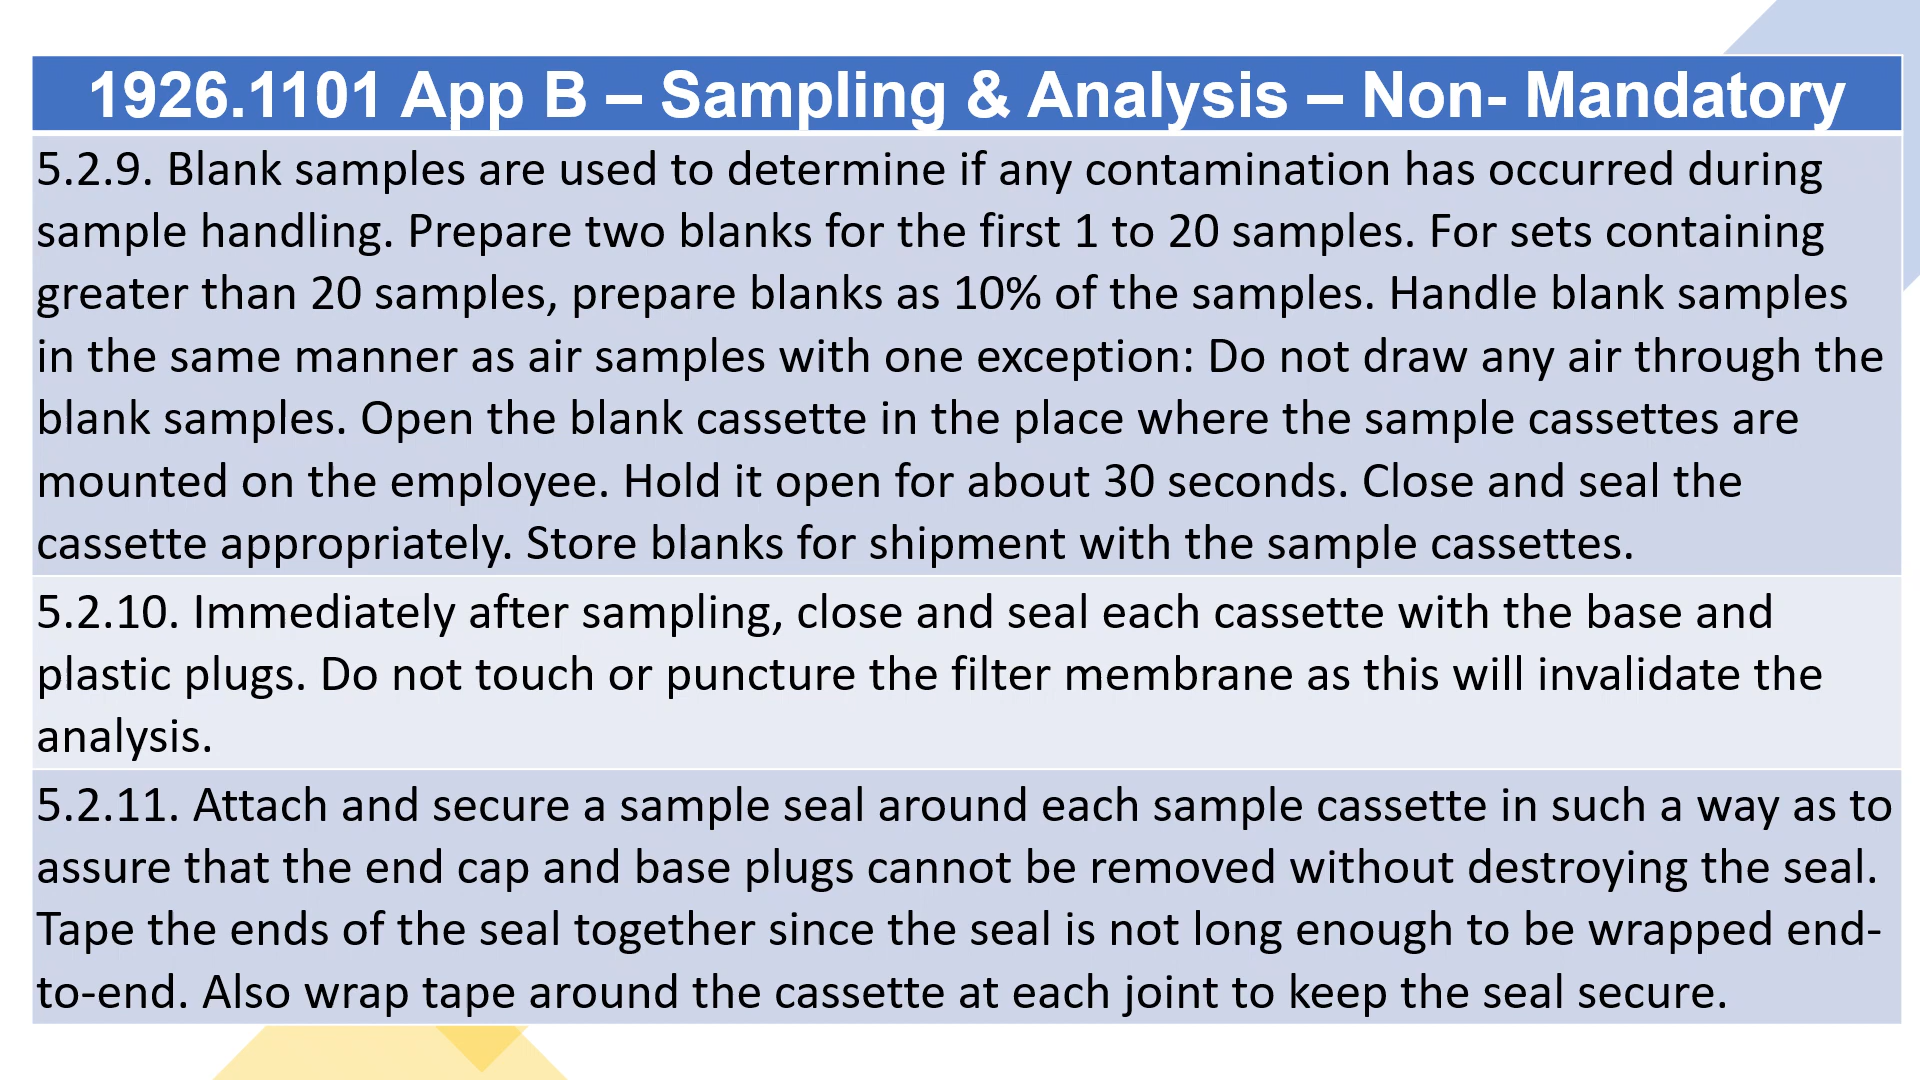 1926.1101 App B – Sampling & Analysis – Non- Mandatory
5.2.9. Blank samples are used to determine if any contamination has occurred during
sample handling. Prepare two blanks for the first 1 to 20 samples. For sets containing
greater than 20 samples, prepare blanks as 10% of the samples. Handle blank samples
in the same manner as air samples with one exception: Do not draw any air through the
blank samples. Open the blank cassette in the place where the sample cassettes are
mounted on the employee. Hold it open for about 30 seconds. Close and seal the
cassette appropriately. Store blanks for shipment with the sample cassettes.
5.2.10. Immediately after sampling, close and seal each cassette with the base and
plastic plugs. Do not touch or puncture the filter membrane as this will invalidate the
analysis.
5.2.11. Attach and secure a sample seal around each sample cassette in such a way as to
assure that the end cap and base plugs cannot be removed without destroying the seal.
Tape the ends of the seal together since the seal is not long enough to be wrapped end-
to-end. Also wrap tape around the cassette at each joint to keep the seal secure.